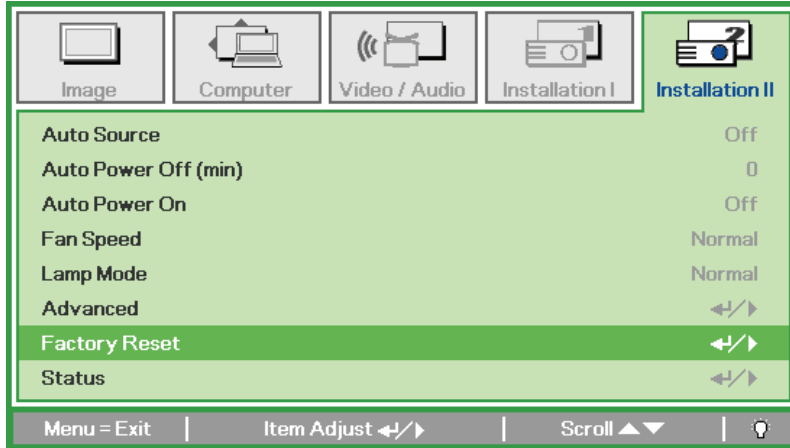 Image Computer Video / Audio Installation I Installation II
Auto Source Off
Auto Power Off (min) 0
Auto Power On Off
Fan Speed Normal
Lamp Mode Normal
Advanced
Factory Reset
Status
Menu = Exit Item Adjust Scroll